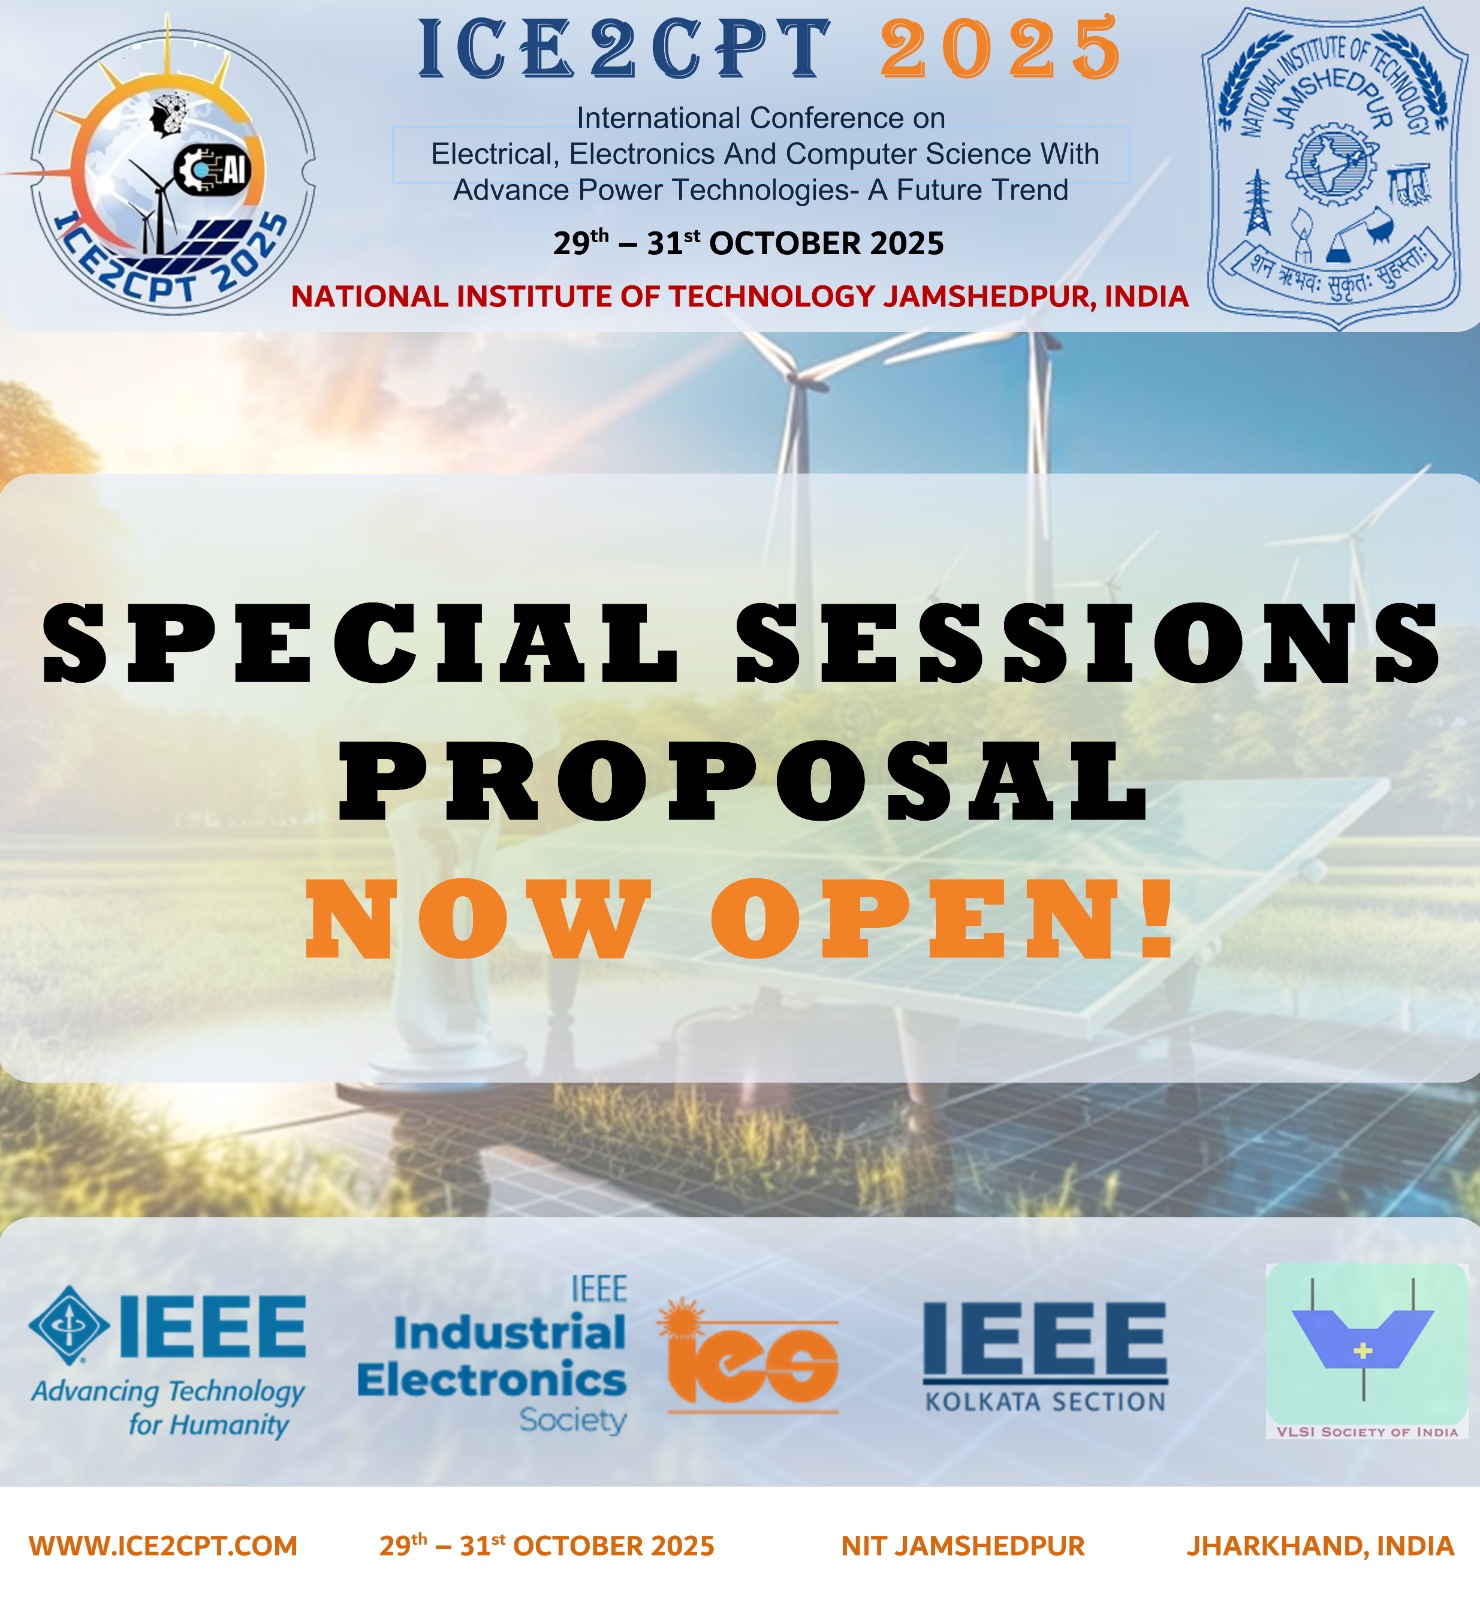 ICE2CPT 2025
International Conference on
Electrical, Electronics And Computer Science With
Advance Power Technologies- A Future Trend
29th – 31st OCTOBER 2025
NATIONAL INSTITUTE OF TECHNOLOGY JAMSHEDPUR, INDIA
AI
ICE2CPT 2025
NATIONAL INSTITUTE OF TECHNOLOGY
JAMSHEDPUR
शन ऋभवः सुकृतः सुहस्ताः
SPECIAL SESSIONS
PROPOSAL
NOW OPEN!
IEEE
Advancing Technology
for Humanity
IEEE
Industrial
Electronics
Society
ies
IEEE
KOLKATA SECTION
VLSI SOCIETY OF INDIA
WWW.ICE2CPT.COM
29th – 31st OCTOBER 2025
NIT JAMSHEDPUR
JHARKHAND, INDIA